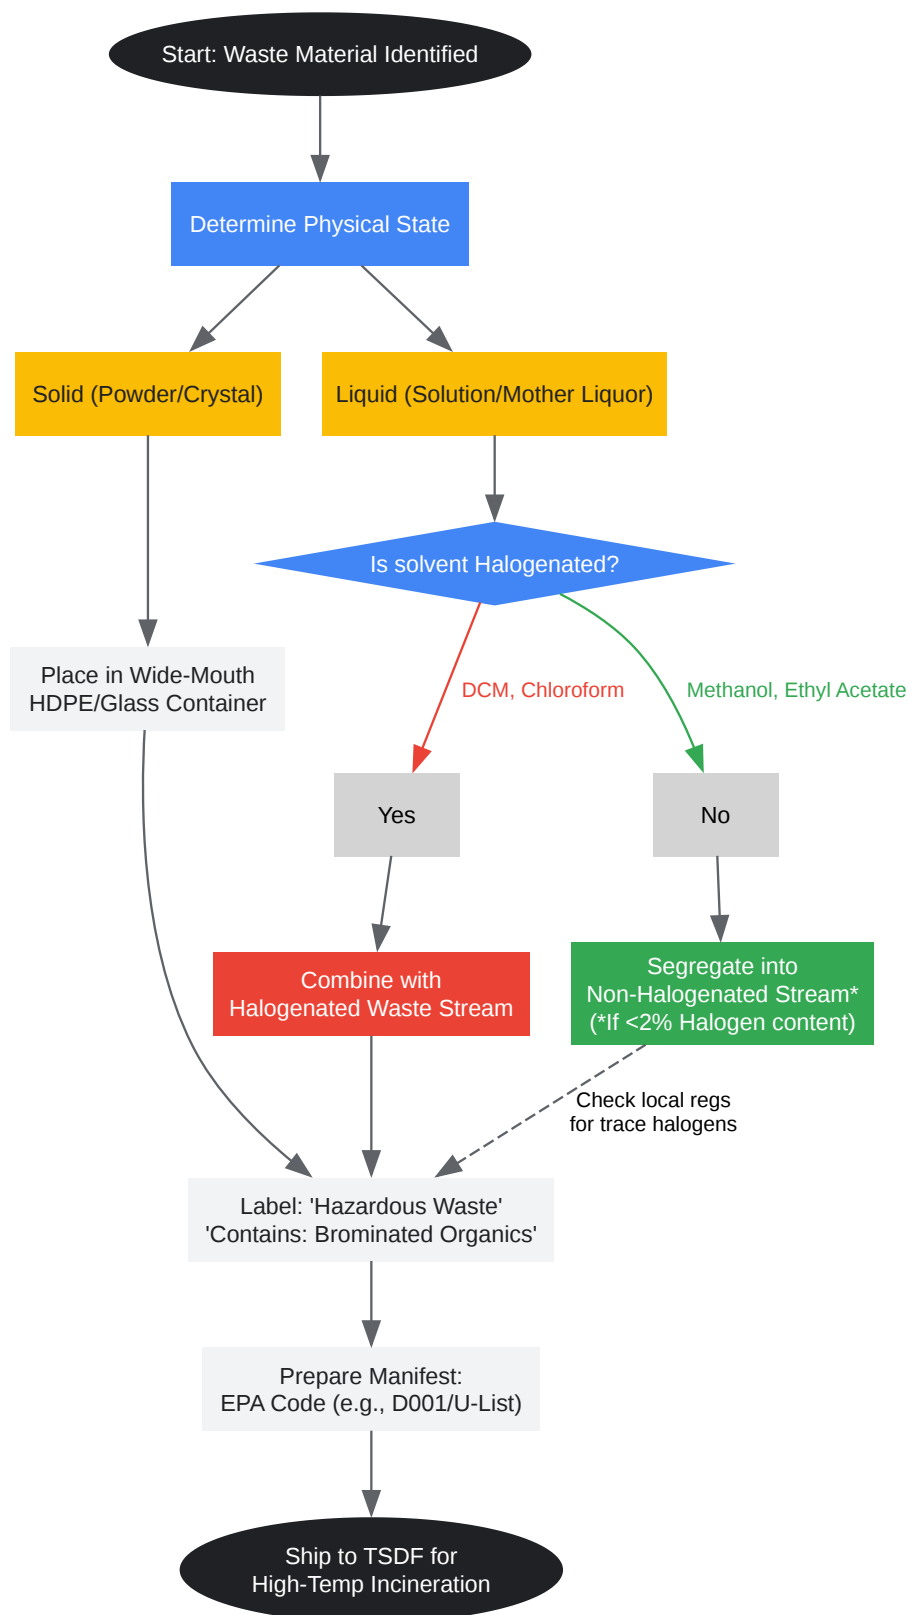 Start: Waste Material Identified
Determine Physical State
Solid (Powder/Crystal)
Liquid (Solution/Mother Liquor)
Is solvent Halogenated?
Place in Wide-Mouth
HDPE/Glass Container
DCM, Chloroform
Methanol, Ethyl Acetate
Yes
No
Combine with
Halogenated Waste Stream
Segregate into
Non-Halogenated Stream*
(*If <2% Halogen content)
Check local regs
for trace halogens
Label: 'Hazardous Waste'
'Contains: Brominated Organics'
Prepare Manifest:
EPA Code (e.g., D001/U-List)
Ship to TSDF for
High-Temp Incineration